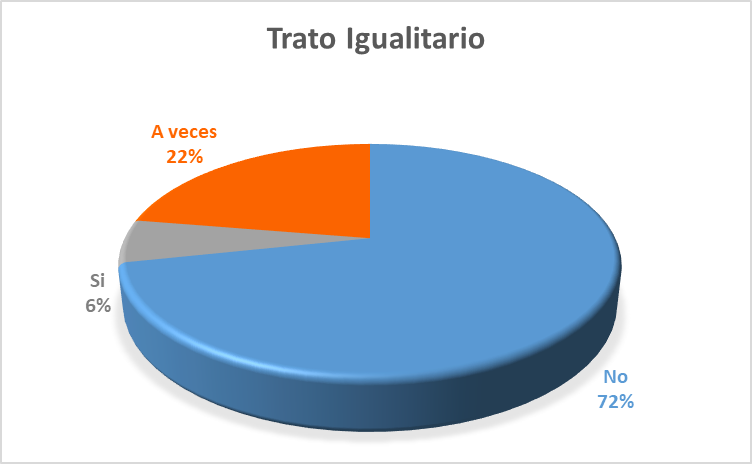 Trato Igualitario
A veces
22%
Si
6%
No
72%